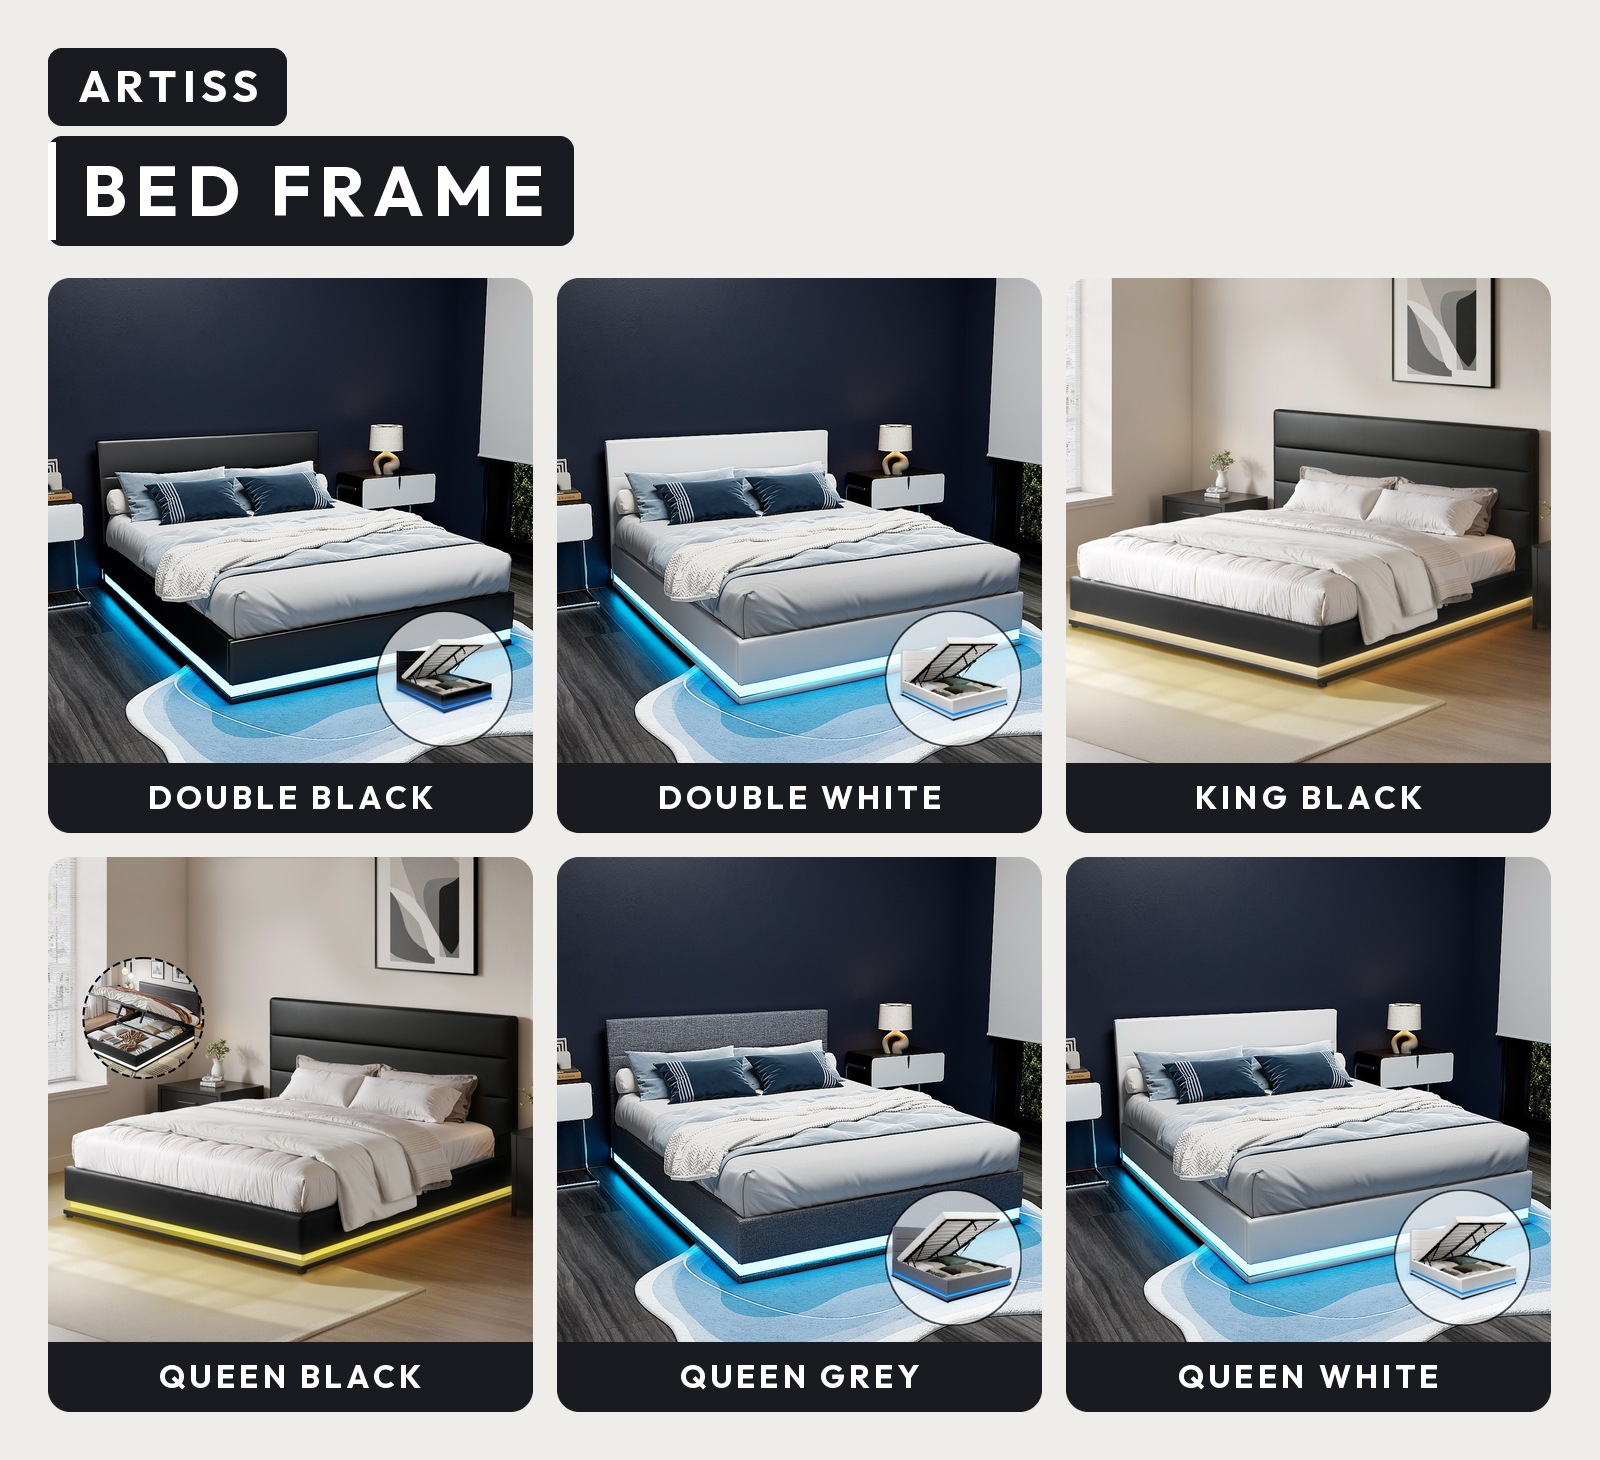 ARTISS
BED FRAME
DOUBLE BLACK
DOUBLE WHITE
KING BLACK
QUEEN BLACK
QUEEN GREY
QUEEN WHITE